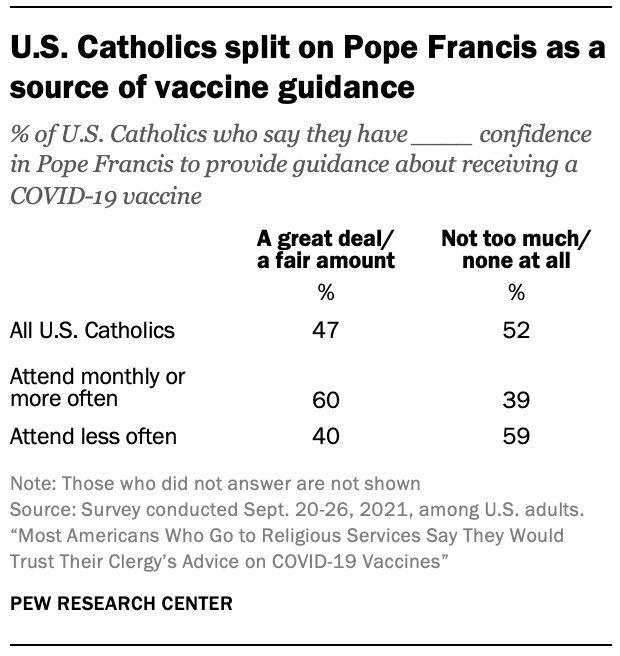 U.S. Catholics split on Pope Francis as a
source of vaccine guidance
% of U.S. Catholics who say they have ____ confidence
in Pope Francis to provide guidance about receiving a
COVID-19 vaccine
A great deal/ Not too much/
a fair amount none at all
% %
All U.S. Catholics 47 52
Attend monthly or
more often 60 39
Attend less often 40 59
Note: Those who did not answer are not shown
Source: Survey conducted Sept. 20-26, 2021, among U.S. adults.
“Most Americans Who Go to Religious Services Say They Would
Trust Their Clergy’s Advice on COVID-19 Vaccines”
PEW RESEARCH CENTER